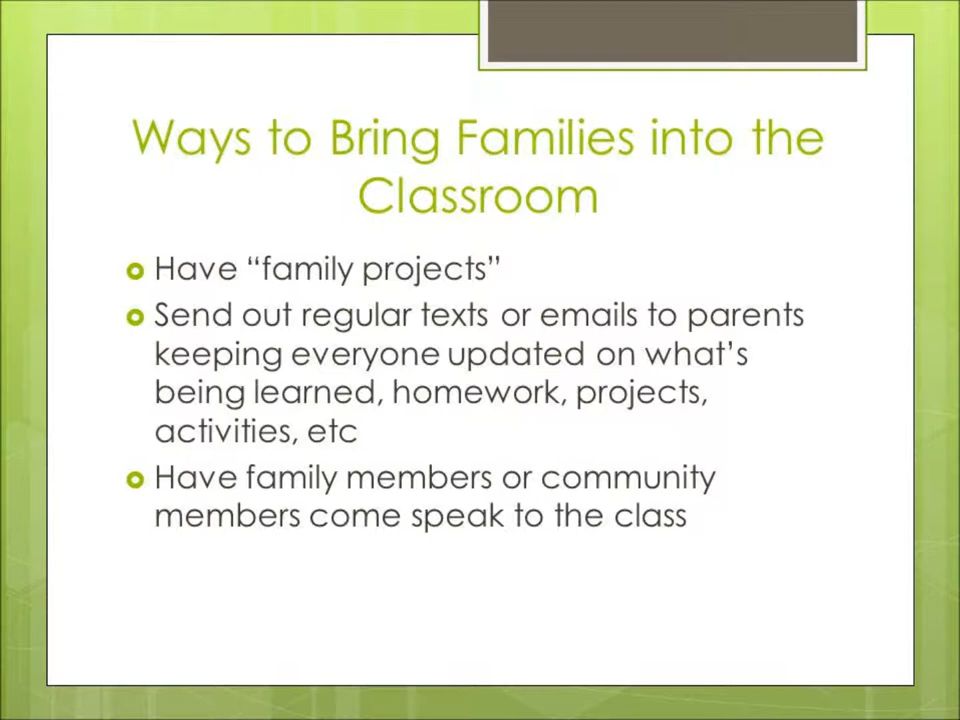 Ways to Bring Families into the
Classroom
Have “family projects”
Send out regular texts or emails to parents
keeping everyone updated on what’s
being learned, homework, projects,
activities, etc
Have family members or community
members come speak to the class